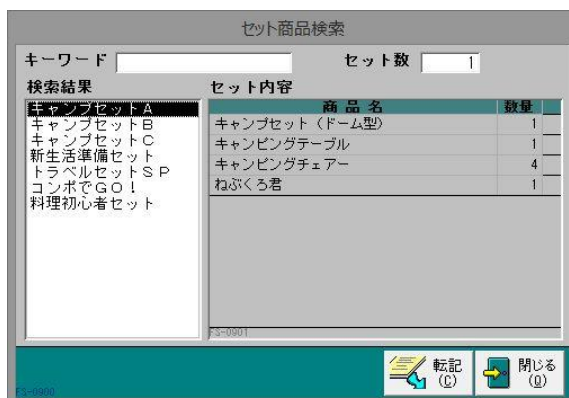 セット商品検索
キーワード
セット数 1
検索結果
セット内容
キャンプセットA
キャンプセットB
キャンプセットC
新生活準備セット
トラベルセットSP
コンポでGO!
料理初心者セット
商品名 数量
キャンプセット(ドーム型) 1
キャンピングテーブル 1
キャンピングチェアー 4
ねぶくろ君 1
FS-0901
転記
(C)
閉じる
(Q)
FS-0900